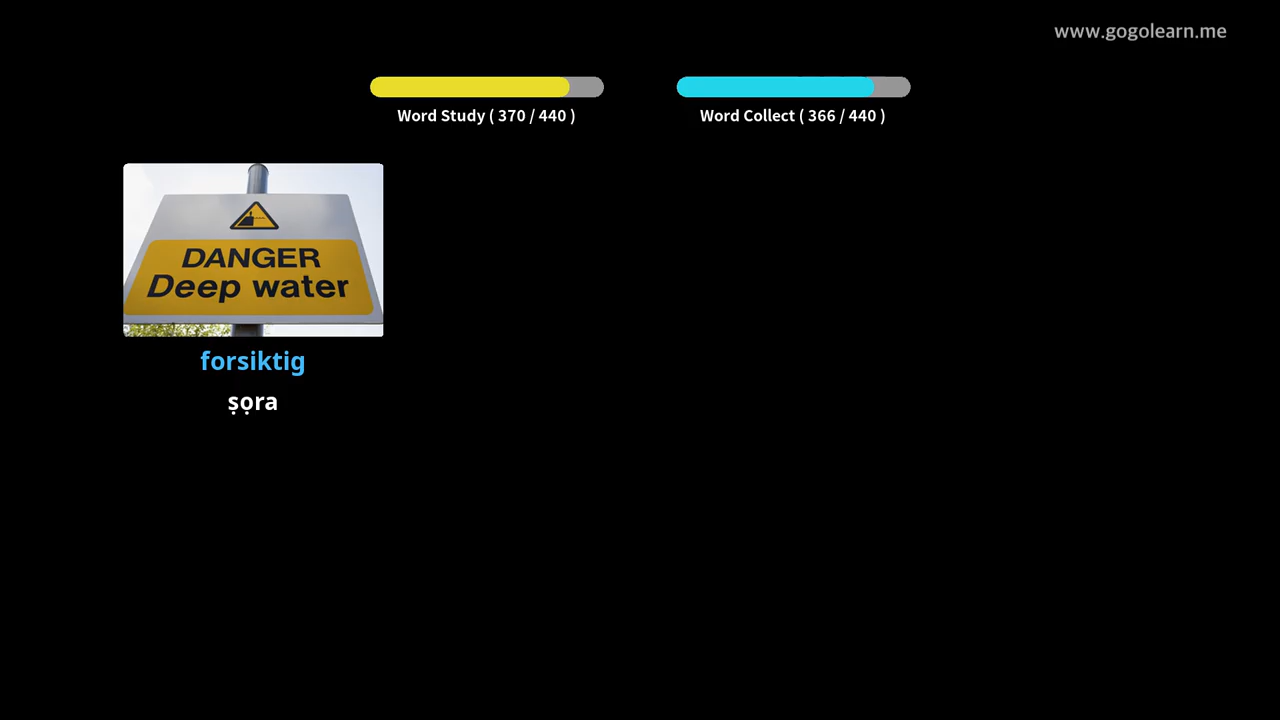 www.gogolearn.me
Word Study ( 370 / 440 )
Word Collect ( 366 / 440 )
DANGER
Deep water
forsiktig
ṣọra